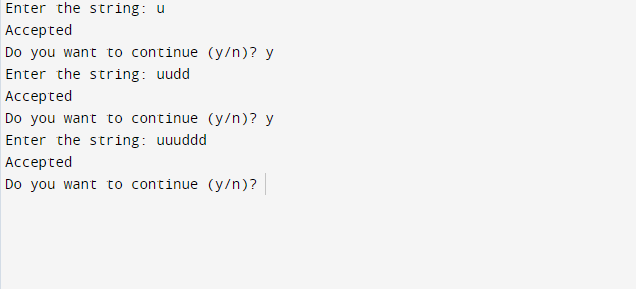 Enter the string: u
Accepted
Do you want to continue (y/n)? y
Enter the string: uudd
Accepted
Do you want to continue (y/n)? y
Enter the string: uuuddd
Accepted
Do you want to continue (y/n)?